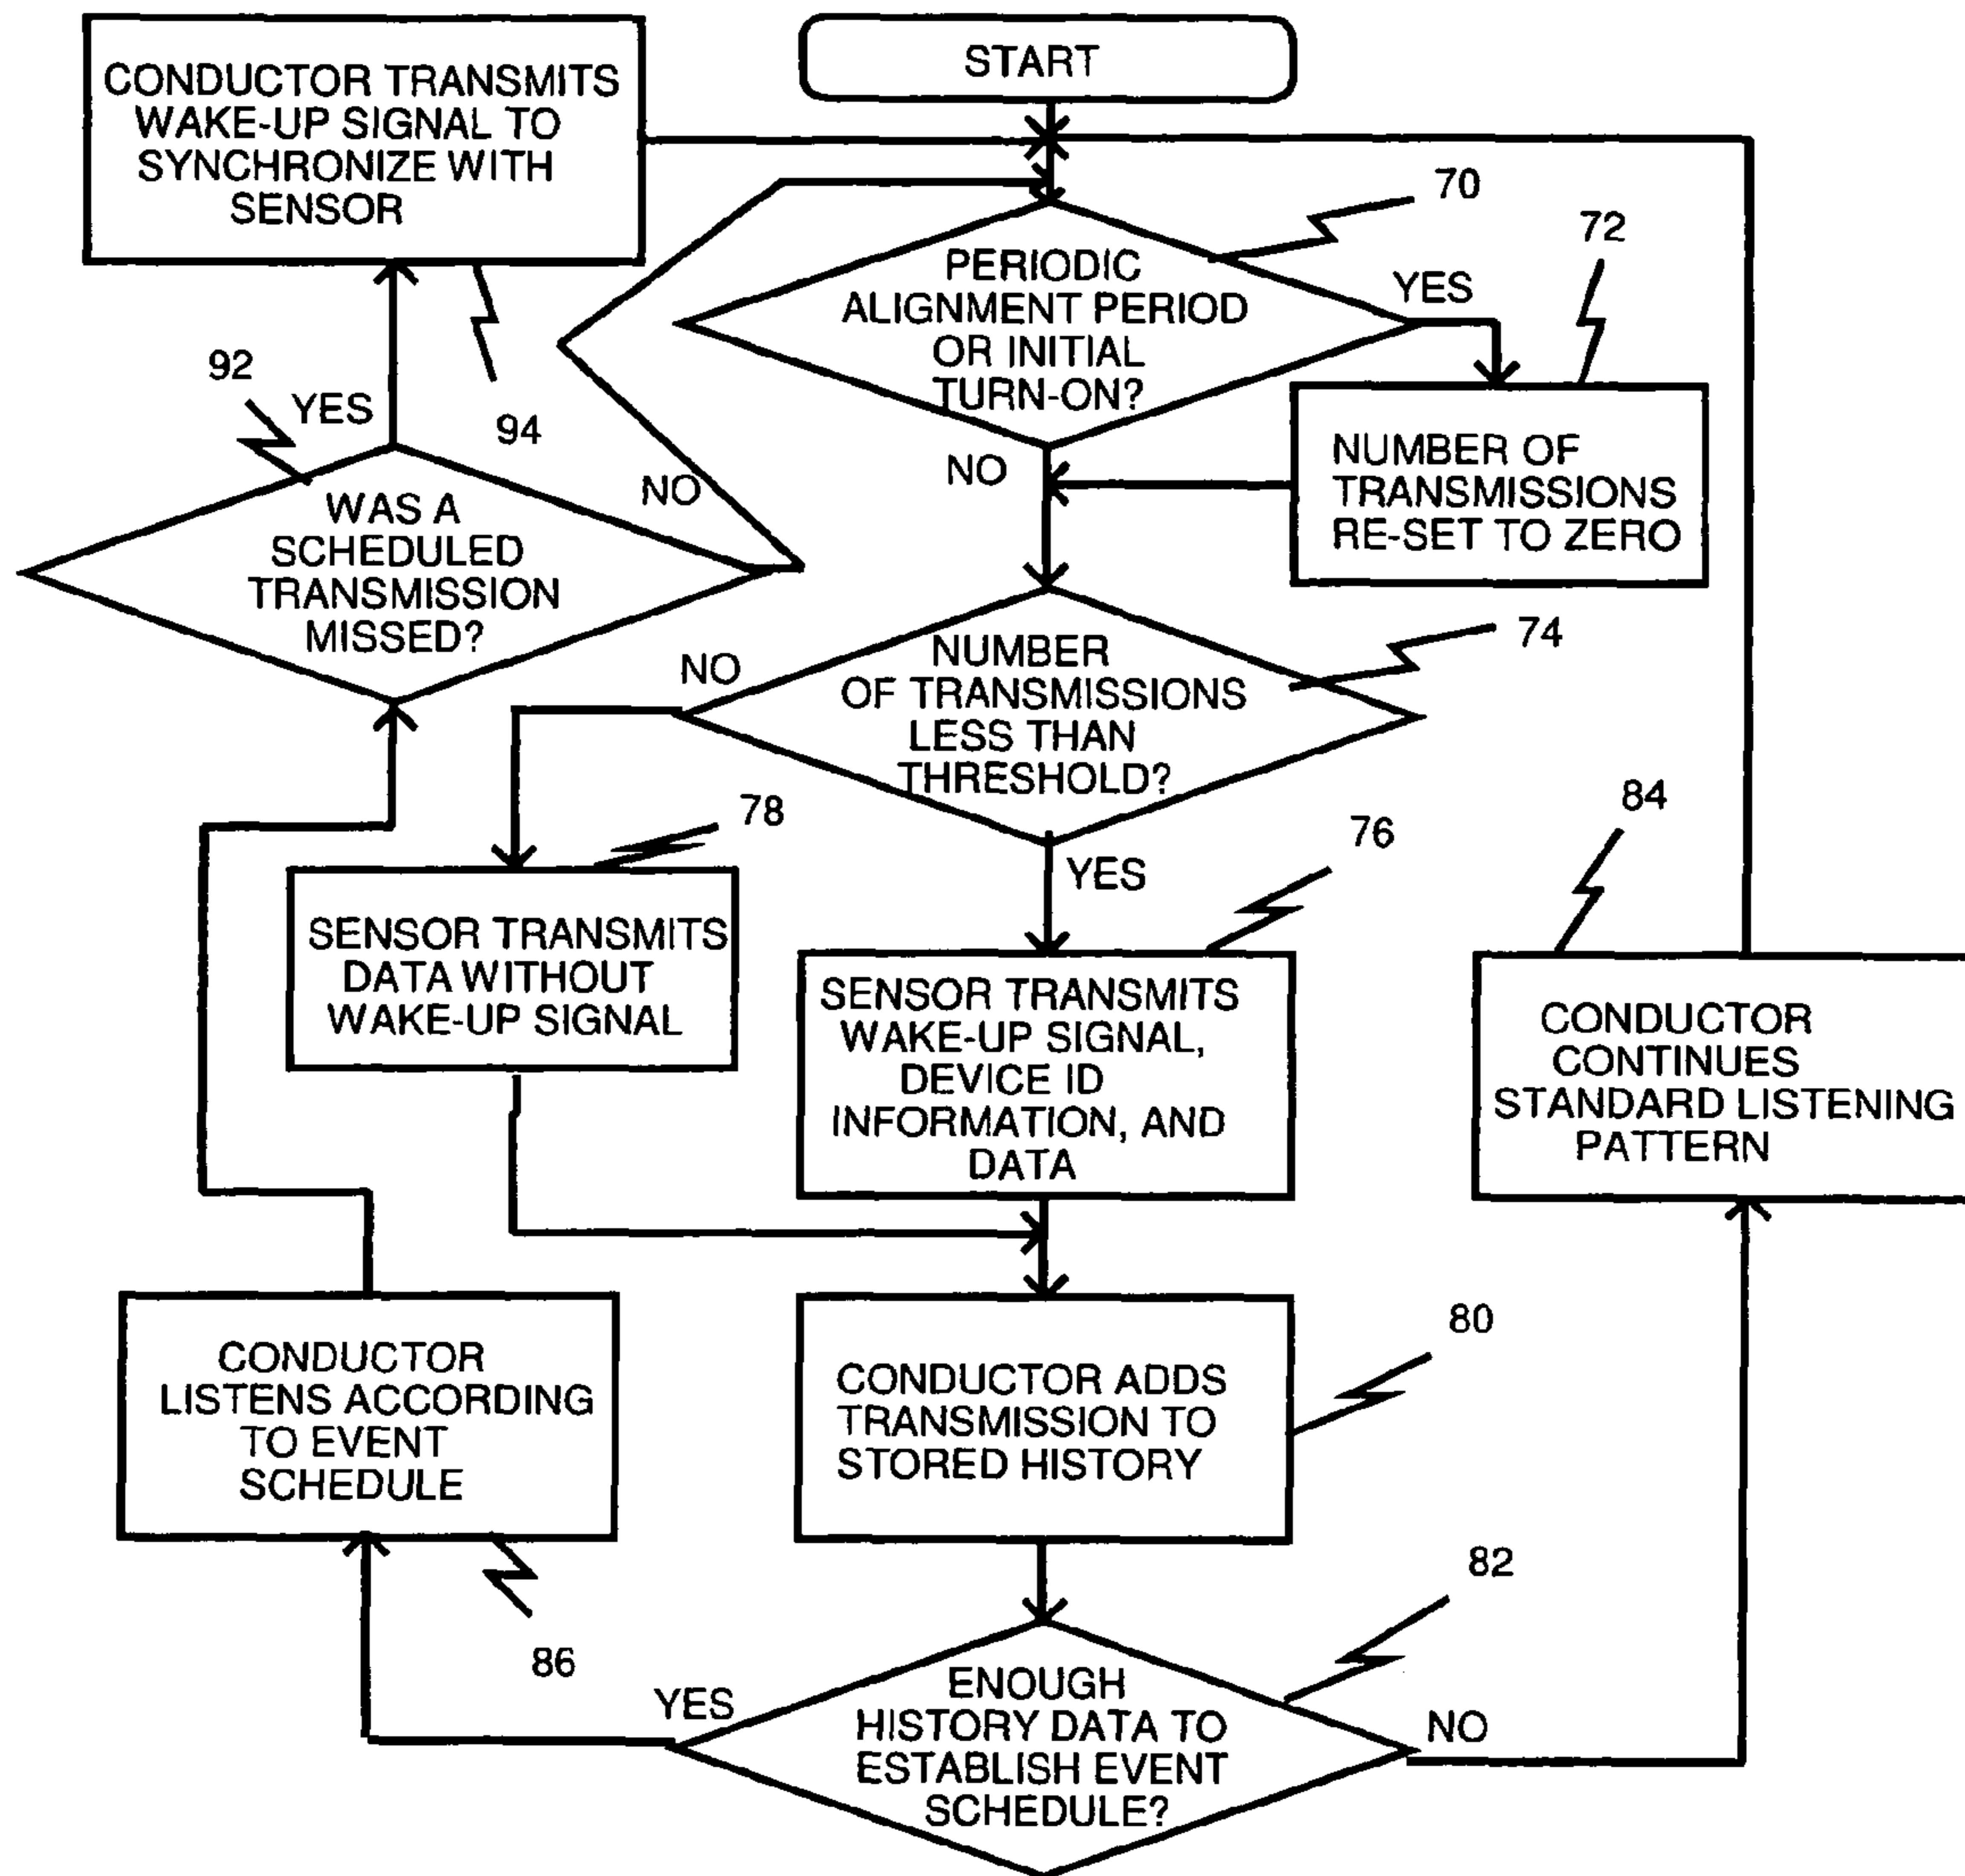 START
CONDUCTOR TRANSMITS
WAKE-UP SIGNAL TO
SYNCHRONIZE WITH
SENSOR
94
70
PERIODIC
ALIGNMENT PERIOD
OR INITIAL
TURN-ON?
YES
NO
72
NUMBER OF
TRANSMISSIONS
RE-SET TO ZERO
92
YES
NO
WAS A
SCHEDULED
TRANSMISSION
MISSED?
74
NUMBER
OF TRANSMISSIONS
LESS THAN
THRESHOLD?
NO
YES
78
SENSOR TRANSMITS
DATA WITHOUT
WAKE-UP SIGNAL
76
SENSOR TRANSMITS
WAKE-UP SIGNAL,
DEVICE ID
INFORMATION, AND
DATA
84
CONDUCTOR
CONTINUES
STANDARD LISTENING
PATTERN
CONDUCTOR
LISTENS ACCORDING
TO EVENT
SCHEDULE
86
80
CONDUCTOR ADDS
TRANSMISSION TO
STORED HISTORY
82
YES
ENOUGH
HISTORY DATA TO
ESTABLISH EVENT
SCHEDULE?
NO